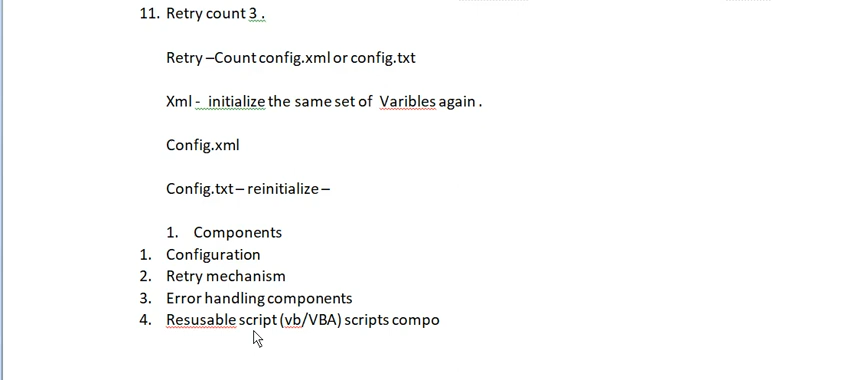 11. Retry count 3 .
Retry –Count config.xml or config.txt
Xml - initialize the same set of Varibles again .
Config.xml
Config.txt – reinitialize –
1. Components
1. Configuration
2. Retry mechanism
3. Error handling components
4. Resusable script (vb/VBA) scripts compo